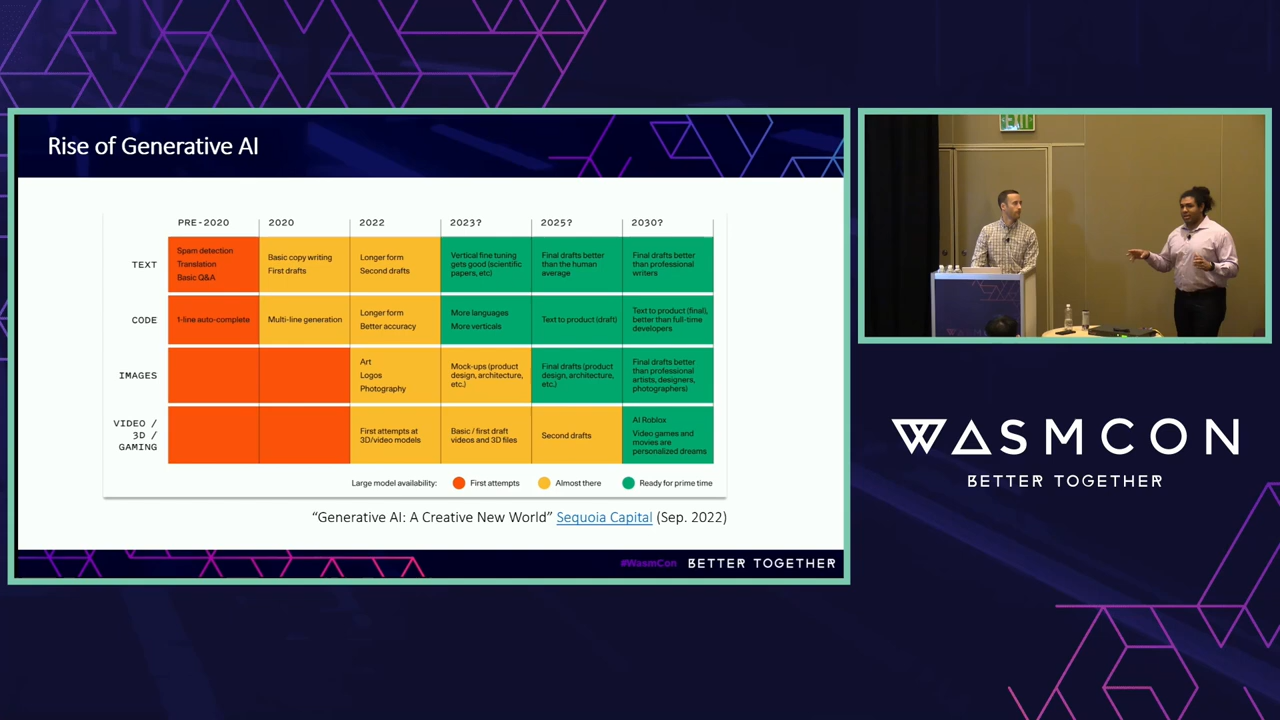 Rise of Generative AI
PRE-2020 2020 2022 2023? 2025? 2030?
TEXT
Spam detection
Translation
Basic Q&A
Basic copy writing
First drafts
Longer form
Second drafts
Vertical fine tuning
gets good (scientific
papers, etc)
Final drafts better
than the human
average
Final drafts better
than professional
writers
CODE
1-line auto-complete
Multi-line generation
Longer form
Better accuracy
More languages
More verticals
Text to product (draft)
Text to product (final),
better than full-time
developers
IMAGES
Art
Logos
Photography
Mock-ups (product
design, architecture,
etc.)
Final drafts (product
design, architecture,
etc.)
Final drafts better
than professional
artists, designers,
photographers)
VIDEO /
3D /
GAMING
First attempts at
3D/video models
Basic / first draft
videos and 3D files
Second drafts
AI Roblox
Video games and
movies are
personalized dreams
Large model availability: First attempts Almost there Ready for prime time
“Generative AI: A Creative New World” Sequoia Capital (Sep. 2022)
#WasmCon BETTER TOGETHER
EXIT
WASMCON
BETTER TOGETHER